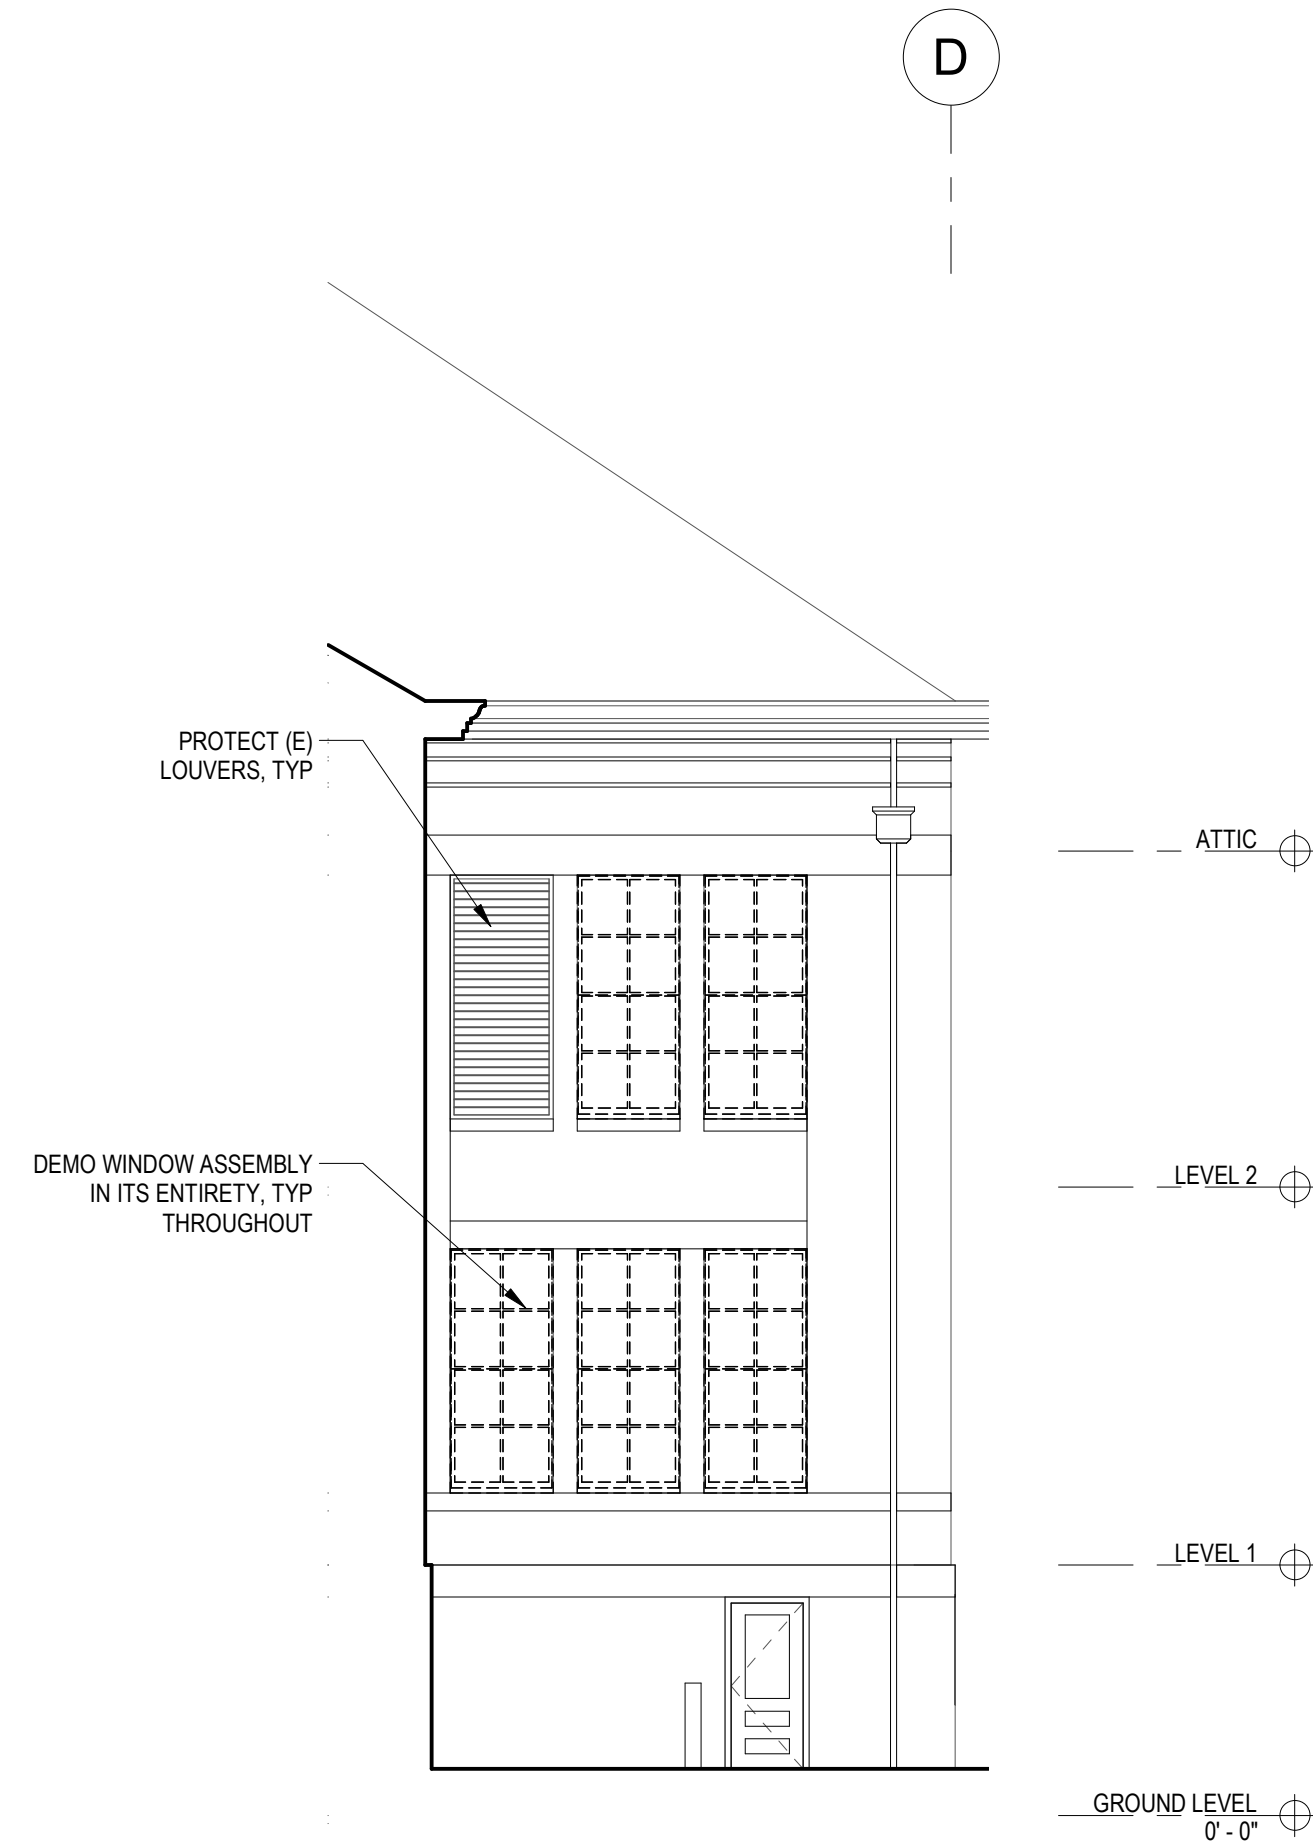 D
PROTECT (E)
LOUVERS, TYP
ATTIC
DEMO WINDOW ASSEMBLY
IN ITS ENTIRETY, TYP
THROUGHOUT
LEVEL 2
LEVEL 1
GROUND LEVEL
0' - 0"